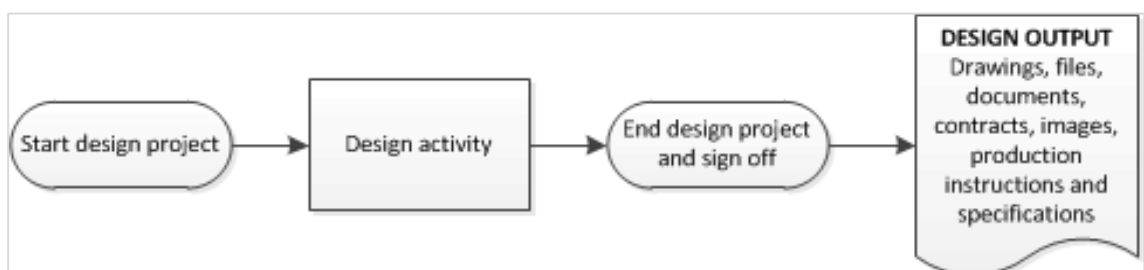 Start design project
Design activity
End design project
and sign off
DESIGN OUTPUT
Drawings, files,
documents,
contracts, images,
production
instructions and
specifications